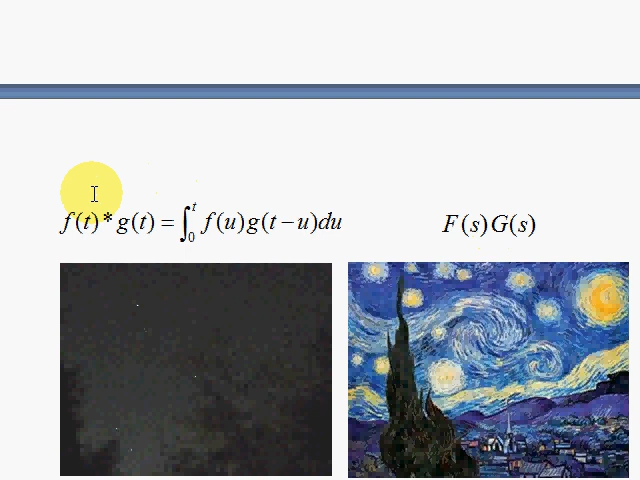 f(t)*g(t) = ∫₀ᵗ f(u)g(t−u)du
F(s)G(s)